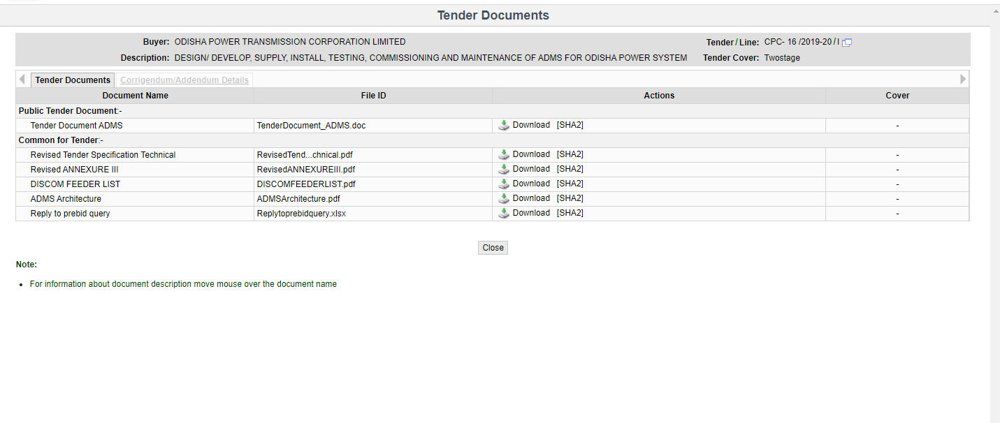 Tender Documents
Buyer: ODISHA POWER TRANSMISSION CORPORATION LIMITED Tender/Line: CPC- 16 /2019-20/I
Description: DESIGN/ DEVELOP, SUPPLY, INSTALL, TESTING, COMMISSIONING AND MAINTENANCE OF ADMS FOR ODISHA POWER SYSTEM Tender Cover: Twostage
Tender Documents Corrigendum/Addendum Details
Document Name File ID Actions Cover
Public Tender Document:-
Tender Document ADMS TenderDocument_ADMS.doc Download [SHA2] -
Common for Tender:-
Revised Tender Specification Technical RevisedTend...chnical.pdf Download [SHA2] -
Revised ANNEXURE III RevisedANNEXUREIII.pdf Download [SHA2] -
DISCOM FEEDER LIST DISCOMFEEDERLIST.pdf Download [SHA2] -
ADMS Architecture ADMSArchitecture.pdf Download [SHA2] -
Reply to prebid query Replytoprebidquery.xlsx Download [SHA2] -
Close
Note:
• For information about document description move mouse over the document name